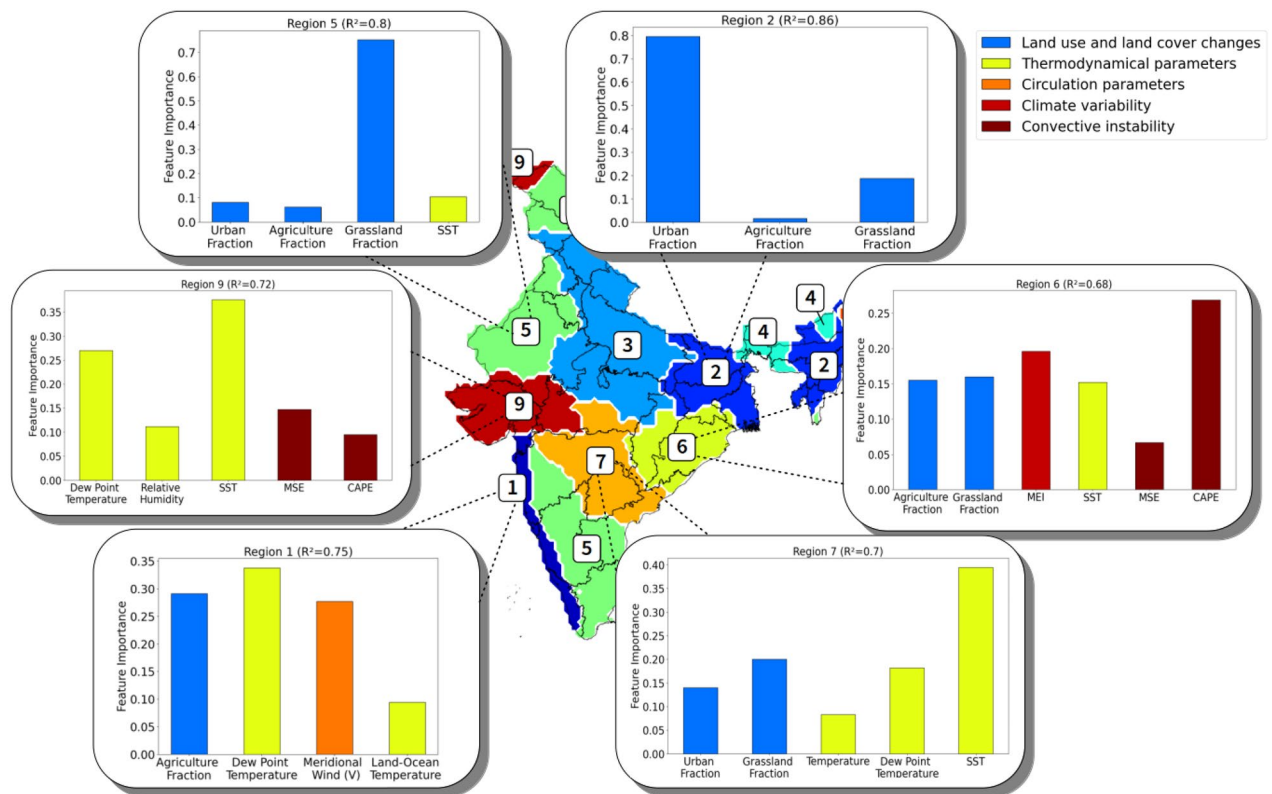 Region 5 (R²=0.8)
Feature Importance
0.7
0.6
0.5
0.4
0.3
0.2
0.1
0.0
Urban Fraction
Agriculture Fraction
Grassland Fraction
SST
Region 2 (R²=0.86)
Feature Importance
0.8
0.7
0.6
0.5
0.4
0.3
0.2
0.1
0.0
Urban Fraction
Agriculture Fraction
Grassland Fraction
Land use and land cover changes
Thermodynamical parameters
Circulation parameters
Climate variability
Convective instability
Region 9 (R²=0.72)
Feature Importance
0.35
0.30
0.25
0.20
0.15
0.10
0.05
0.00
Dew Point Temperature
Relative Humidity
SST
MSE
CAPE
9
5
3
4
4
2
2
9
6
7
1
5
Region 6 (R²=0.68)
Feature Importance
0.25
0.20
0.15
0.10
0.05
0.00
Agriculture Fraction
Grassland Fraction
MEI
SST
MSE
CAPE
Region 1 (R²=0.75)
Feature Importance
0.35
0.30
0.25
0.20
0.15
0.10
0.05
0.00
Agriculture Fraction
Dew Point Temperature
Meridional Wind (V)
Land-Ocean Temperature
Region 7 (R²=0.7)
Feature Importance
0.40
0.35
0.30
0.25
0.20
0.15
0.10
0.05
0.00
Urban Fraction
Grassland Fraction
Temperature
Dew Point Temperature
SST